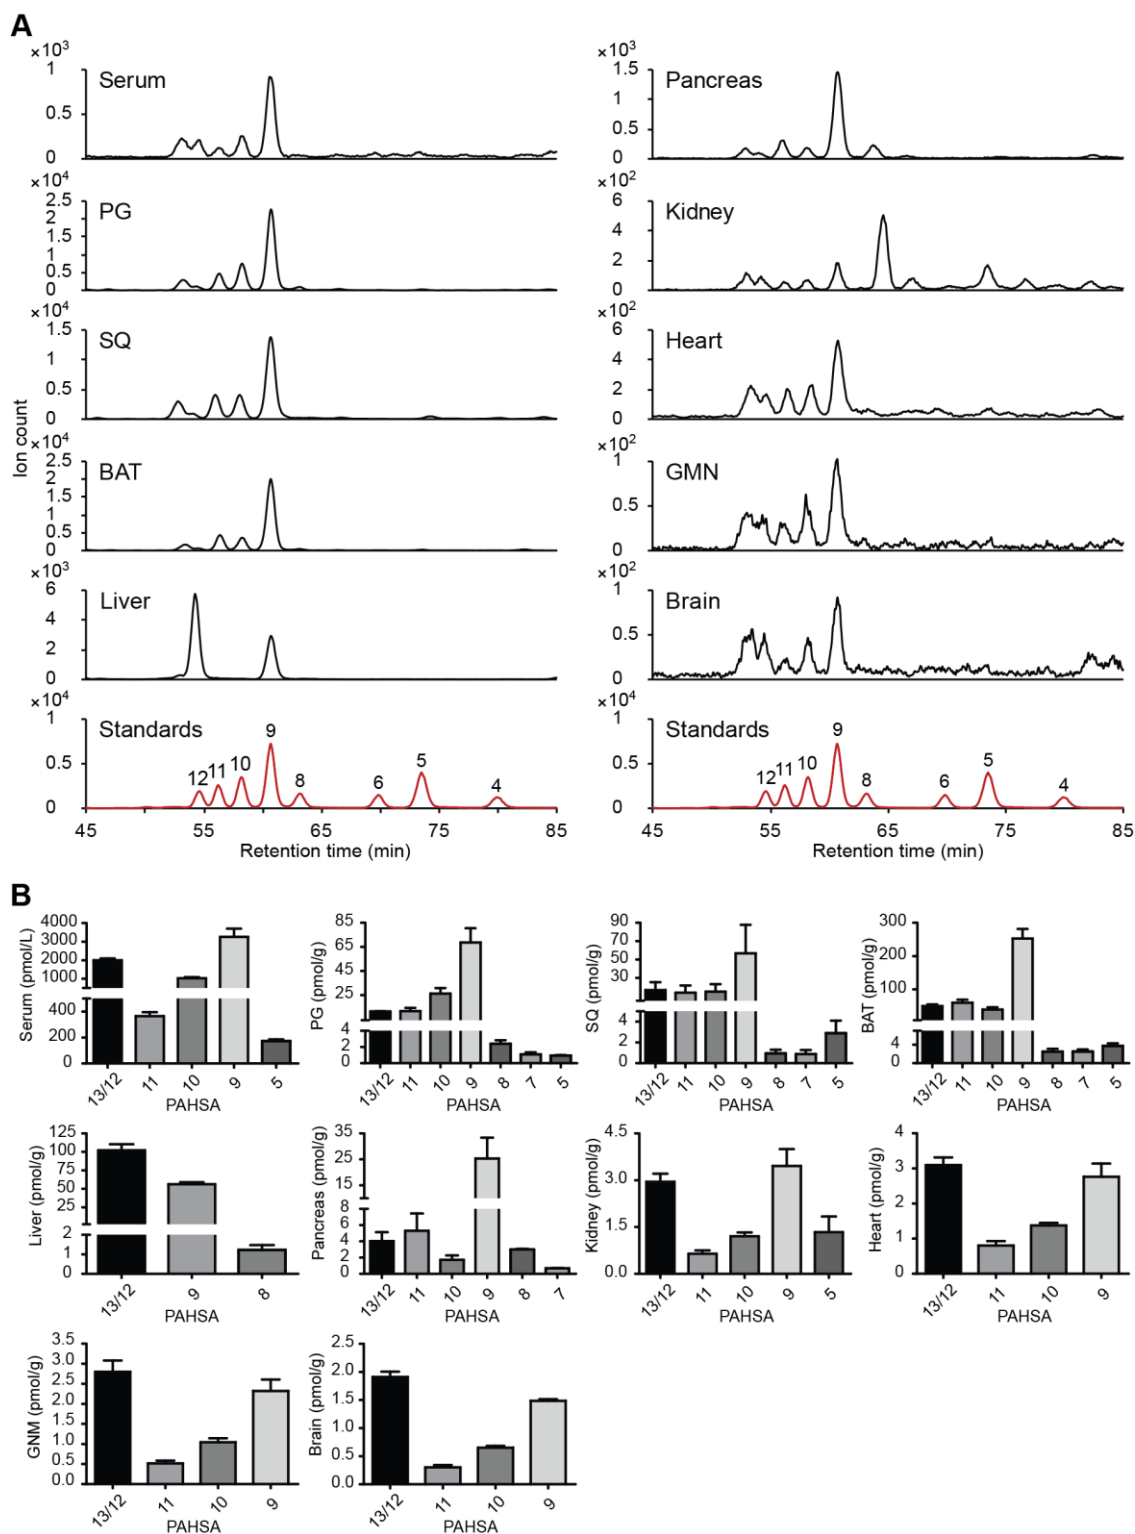 A
×10³
1
0.5
0
Serum
×10⁴
2.5
2
1.5
1
0.5
0
PG
×10⁴
1.5
1
0.5
0
SQ
×10⁴
2.5
2
1.5
1
0.5
0
BAT
×10³
6
4
2
0
Liver
×10⁴
1
0.5
0
Standards
12 11 10 9 8 6 5 4
45 55 65 75 85
Retention time (min)
Ion count
×10³
1.5
1
0.5
0
Pancreas
×10²
6
4
2
0
Kidney
×10²
6
4
2
0
Heart
×10²
1
0.5
0
GMN
×10²
1
0.5
0
Brain
×10⁴
1
0.5
0
Standards
12 11 10 9 8 6 5 4
45 55 65 75 85
Retention time (min)
B
Serum (pmol/L)
4000
3000
2000
1000
400
200
0
13/12 11 10 9 5
PAHSA
PG (pmol/g)
85
65
45
25
4
2
0
13/12 11 10 9 8 7 5
PAHSA
SQ (pmol/g)
90
70
50
30
4
2
0
13/12 11 10 9 8 7 5
PAHSA
BAT (pmol/g)
300
200
100
4
0
13/12 11 10 9 8 7 5
PAHSA
Liver (pmol/g)
125
100
75
50
25
2
1
0
13/12 9 8
PAHSA
Pancreas (pmol/g)
35
25
15
8
6
4
2
0
13/12 11 10 9 8 7
PAHSA
Kidney (pmol/g)
4.5
3.0
1.5
0.0
13/12 11 10 9 5
PAHSA
Heart (pmol/g)
4
3
2
1
0
13/12 11 10 9
PAHSA
GNM (pmol/g)
3.5
3.0
2.5
2.0
1.5
1.0
0.5
0.0
13/12 11 10 9
PAHSA
Brain (pmol/g)
2.5
2.0
1.5
1.0
0.5
0.0
13/12 11 10 9
PAHSA